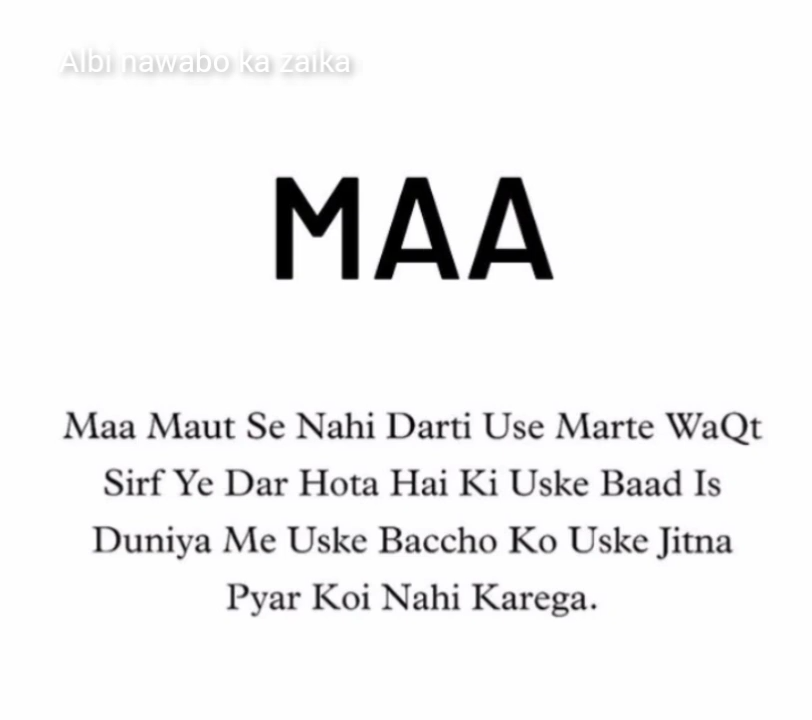 Albi nawabo ka zaika
MAA
Maa Maut Se Nahi Darti Use Marte WaQt
Sirf Ye Dar Hota Hai Ki Uske Baad Is
Duniya Me Uske Baccho Ko Uske Jitna
Pyar Koi Nahi Karega.